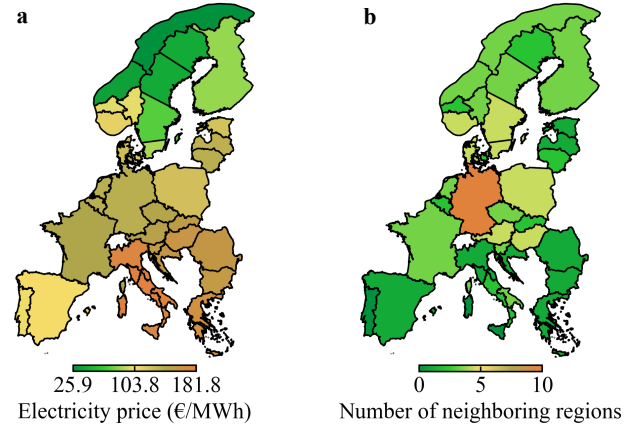 a
b
25.9 103.8 181.8
Electricity price (€/MWh)
0 5 10
Number of neighboring regions